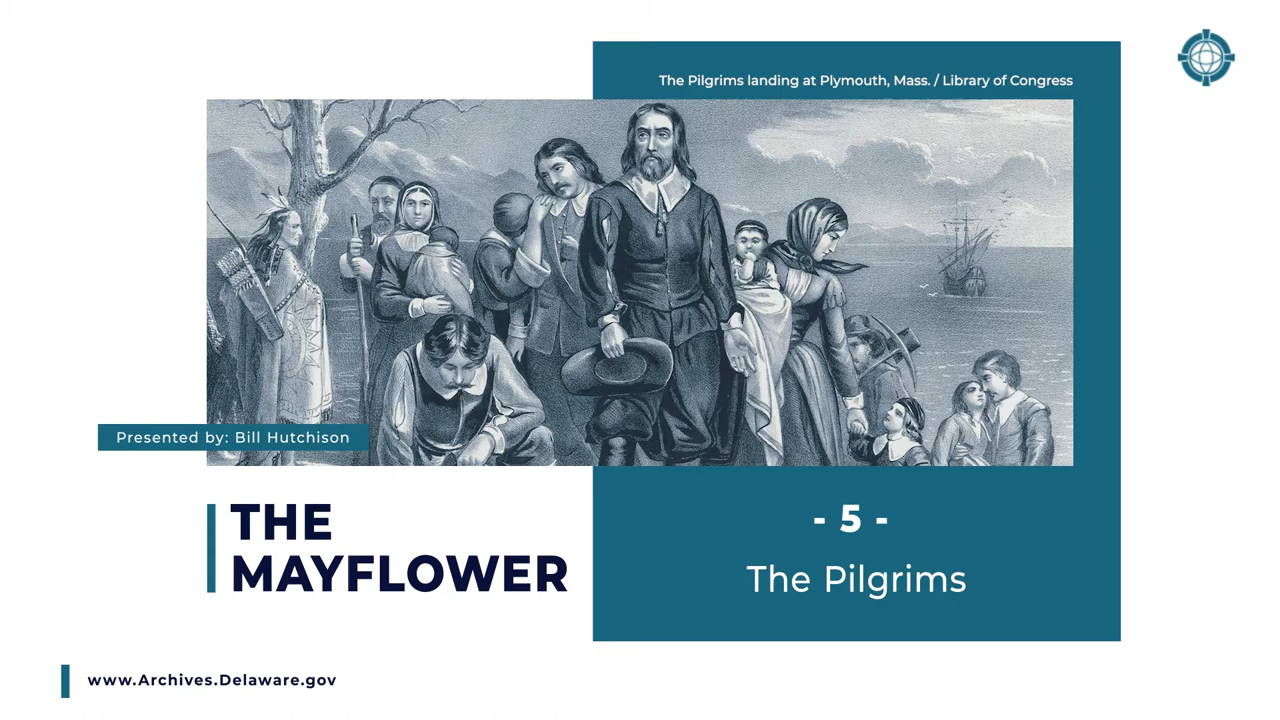 The Pilgrims landing at Plymouth, Mass. / Library of Congress
Presented by: Bill Hutchison
THE
MAYFLOWER
- 5 -
The Pilgrims
www.Archives.Delaware.gov